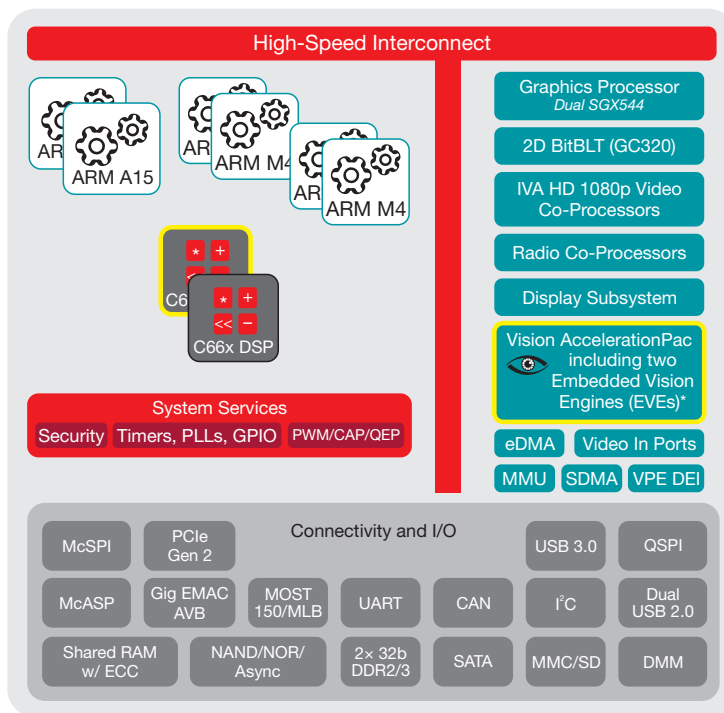 High-Speed Interconnect
AR
ARM A15
AR
ARM M4
AR
ARM M4
C6
* +
<
* +
<< −
C66x DSP
Graphics Processor
Dual SGX544
2D BitBLT (GC320)
IVA HD 1080p Video
Co-Processors
Radio Co-Processors
Display Subsystem
Vision AccelerationPac
including two
Embedded Vision
Engines (EVEs)*
eDMA
Video In Ports
MMU
SDMA
VPE DEI
System Services
Security
Timers, PLLs, GPIO
PWM/CAP/QEP
Connectivity and I/O
McSPI
PCIe
Gen 2
USB 3.0
QSPI
McASP
Gig EMAC
AVB
MOST
150/MLB
UART
CAN
I²C
Dual
USB 2.0
Shared RAM
w/ ECC
NAND/NOR/
Async
2× 32b
DDR2/3
SATA
MMC/SD
DMM